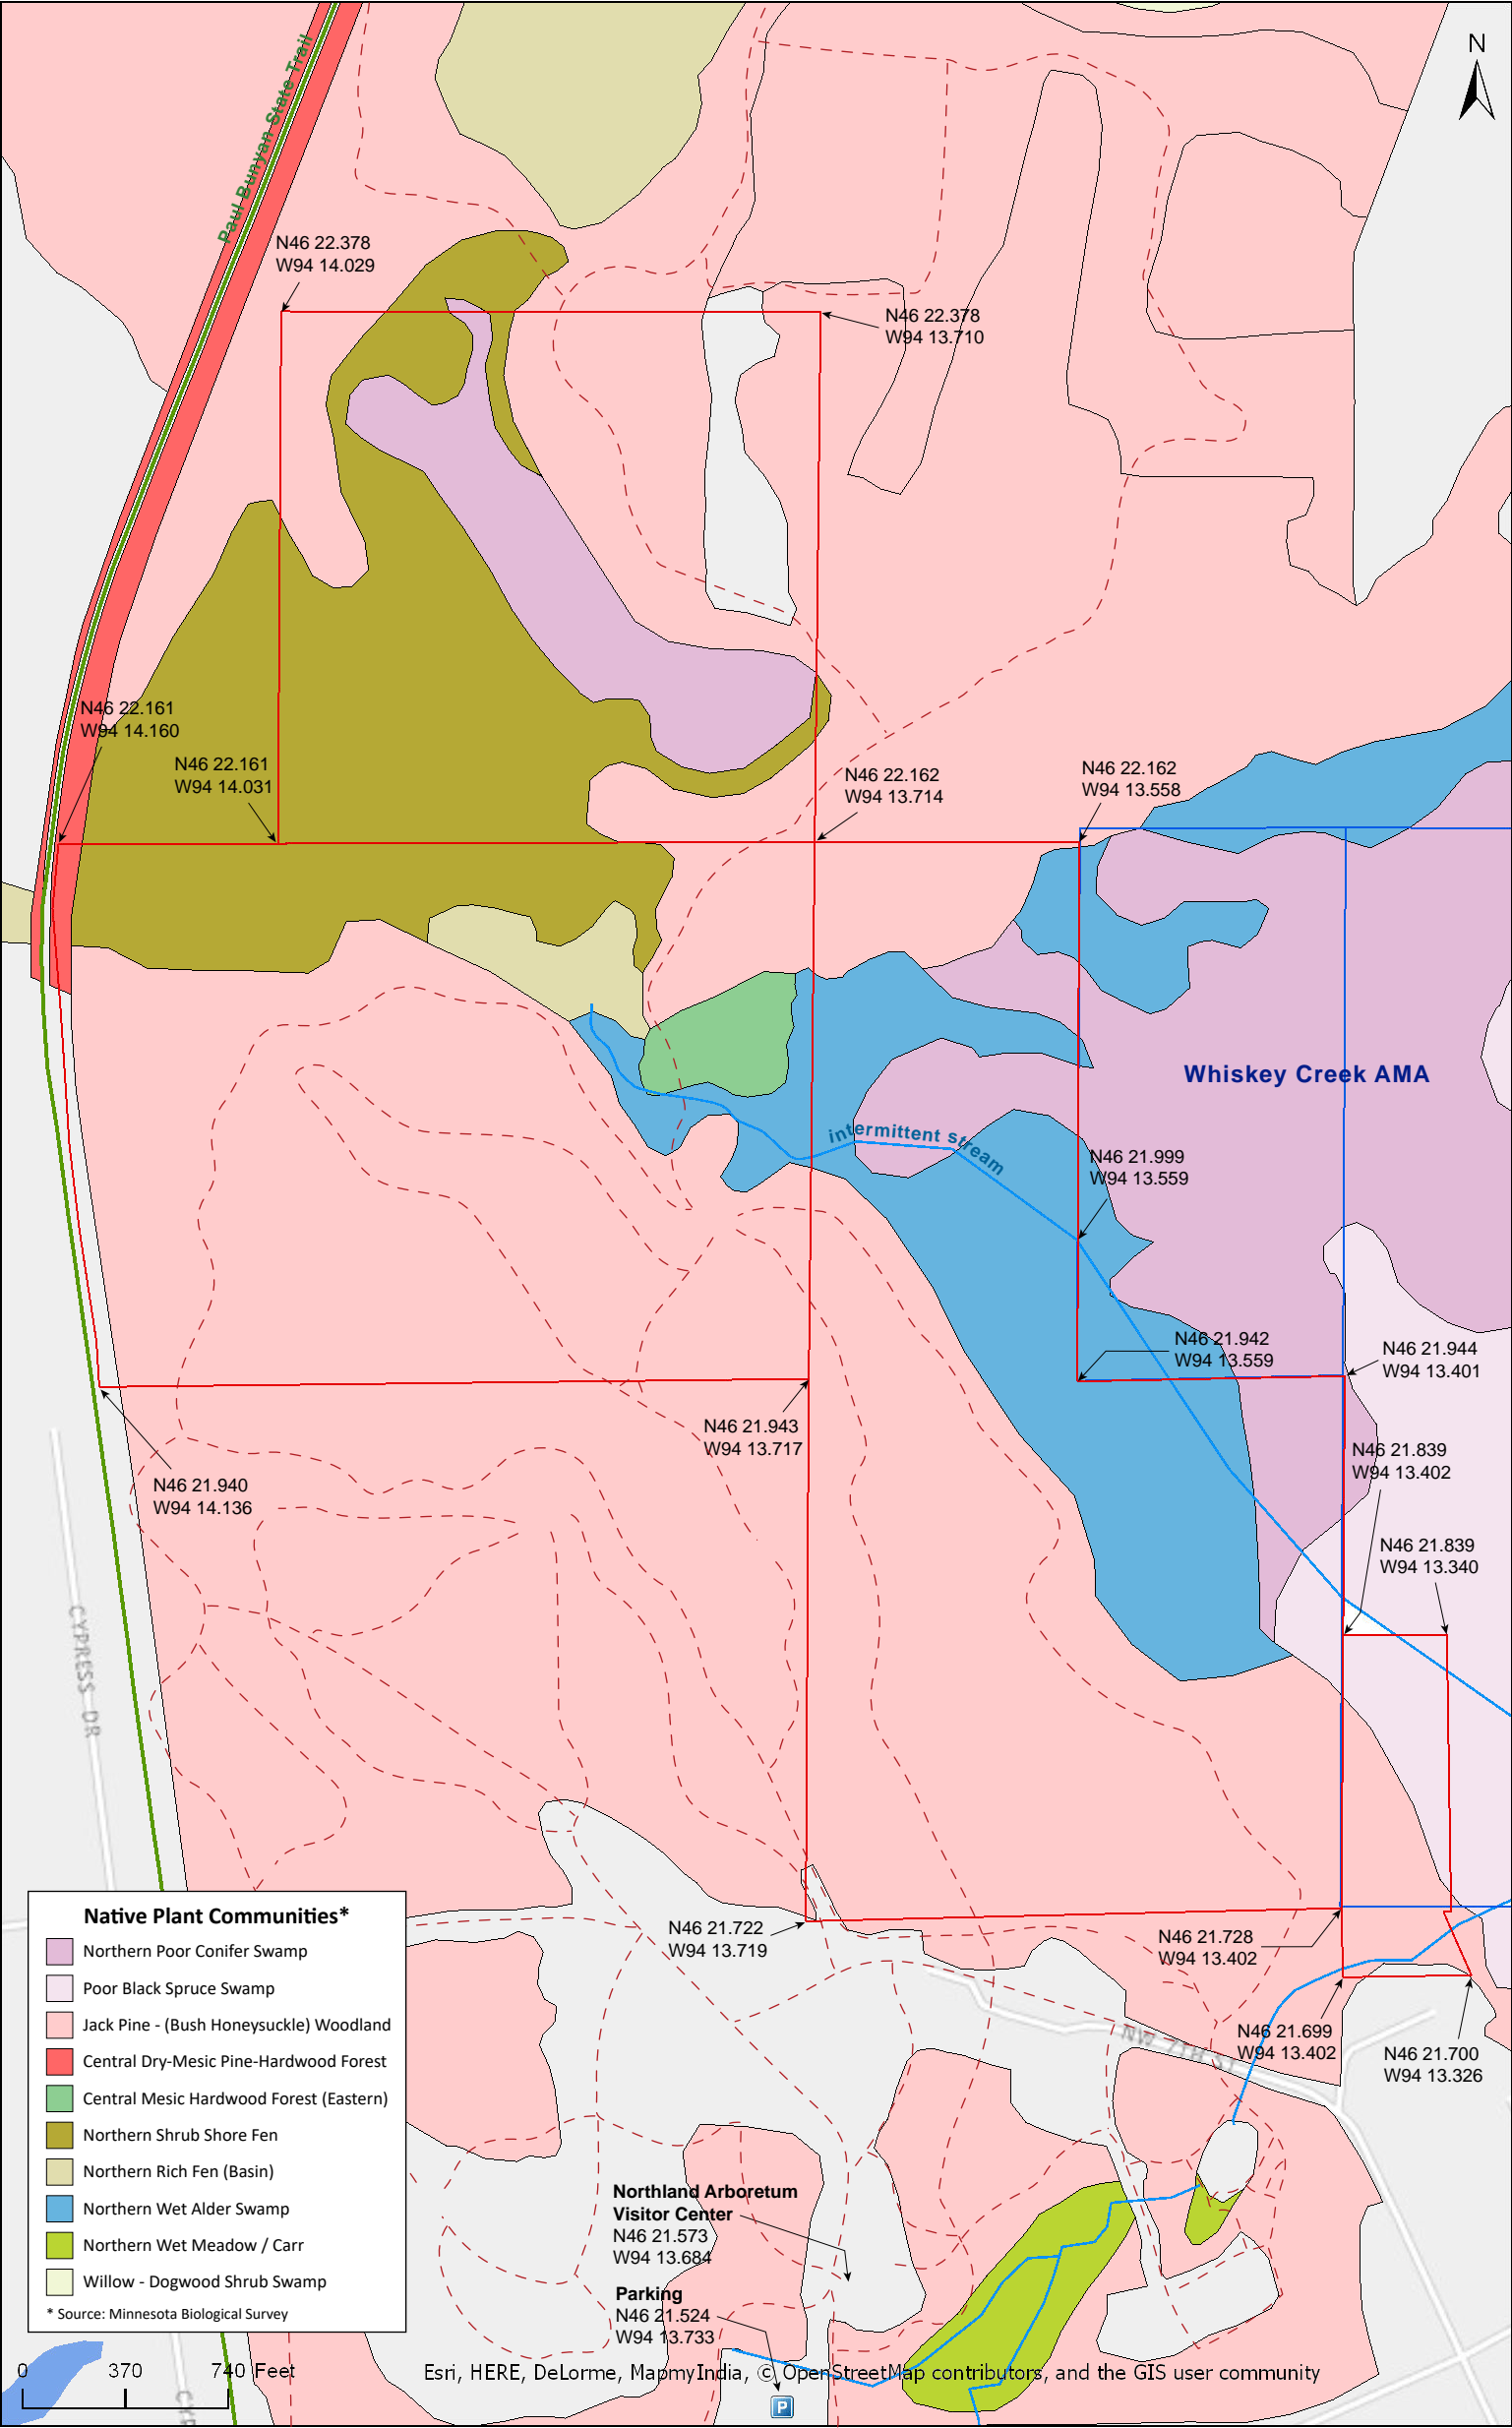 N
Paul Bunyan State Trail
N46 22.378
W94 14.029
N46 22.378
W94 13.710
N46 22.161
W94 14.160
N46 22.161
W94 14.031
N46 22.162
W94 13.714
N46 22.162
W94 13.558
Whiskey Creek AMA
intermittent stream
N46 21.999
W94 13.559
N46 21.942
W94 13.559
N46 21.944
W94 13.401
N46 21.943
W94 13.717
N46 21.839
W94 13.402
N46 21.940
W94 14.136
N46 21.839
W94 13.340
CYPRESS DR
N46 21.722
W94 13.719
N46 21.728
W94 13.402
NW 7TH ST
N46 21.699
W94 13.402
N46 21.700
W94 13.326
Native Plant Communities*
Northern Poor Conifer Swamp
Poor Black Spruce Swamp
Jack Pine - (Bush Honeysuckle) Woodland
Central Dry-Mesic Pine-Hardwood Forest
Central Mesic Hardwood Forest (Eastern)
Northern Shrub Shore Fen
Northern Rich Fen (Basin)
Northern Wet Alder Swamp
Northern Wet Meadow / Carr
Willow - Dogwood Shrub Swamp
* Source: Minnesota Biological Survey
Northland Arboretum
Visitor Center
N46 21.573
W94 13.684
Parking
N46 21.524
W94 13.733
P
0 370 740 Feet
CYP
Esri, HERE, DeLorme, MapmyIndia, © OpenStreetMap contributors, and the GIS user community